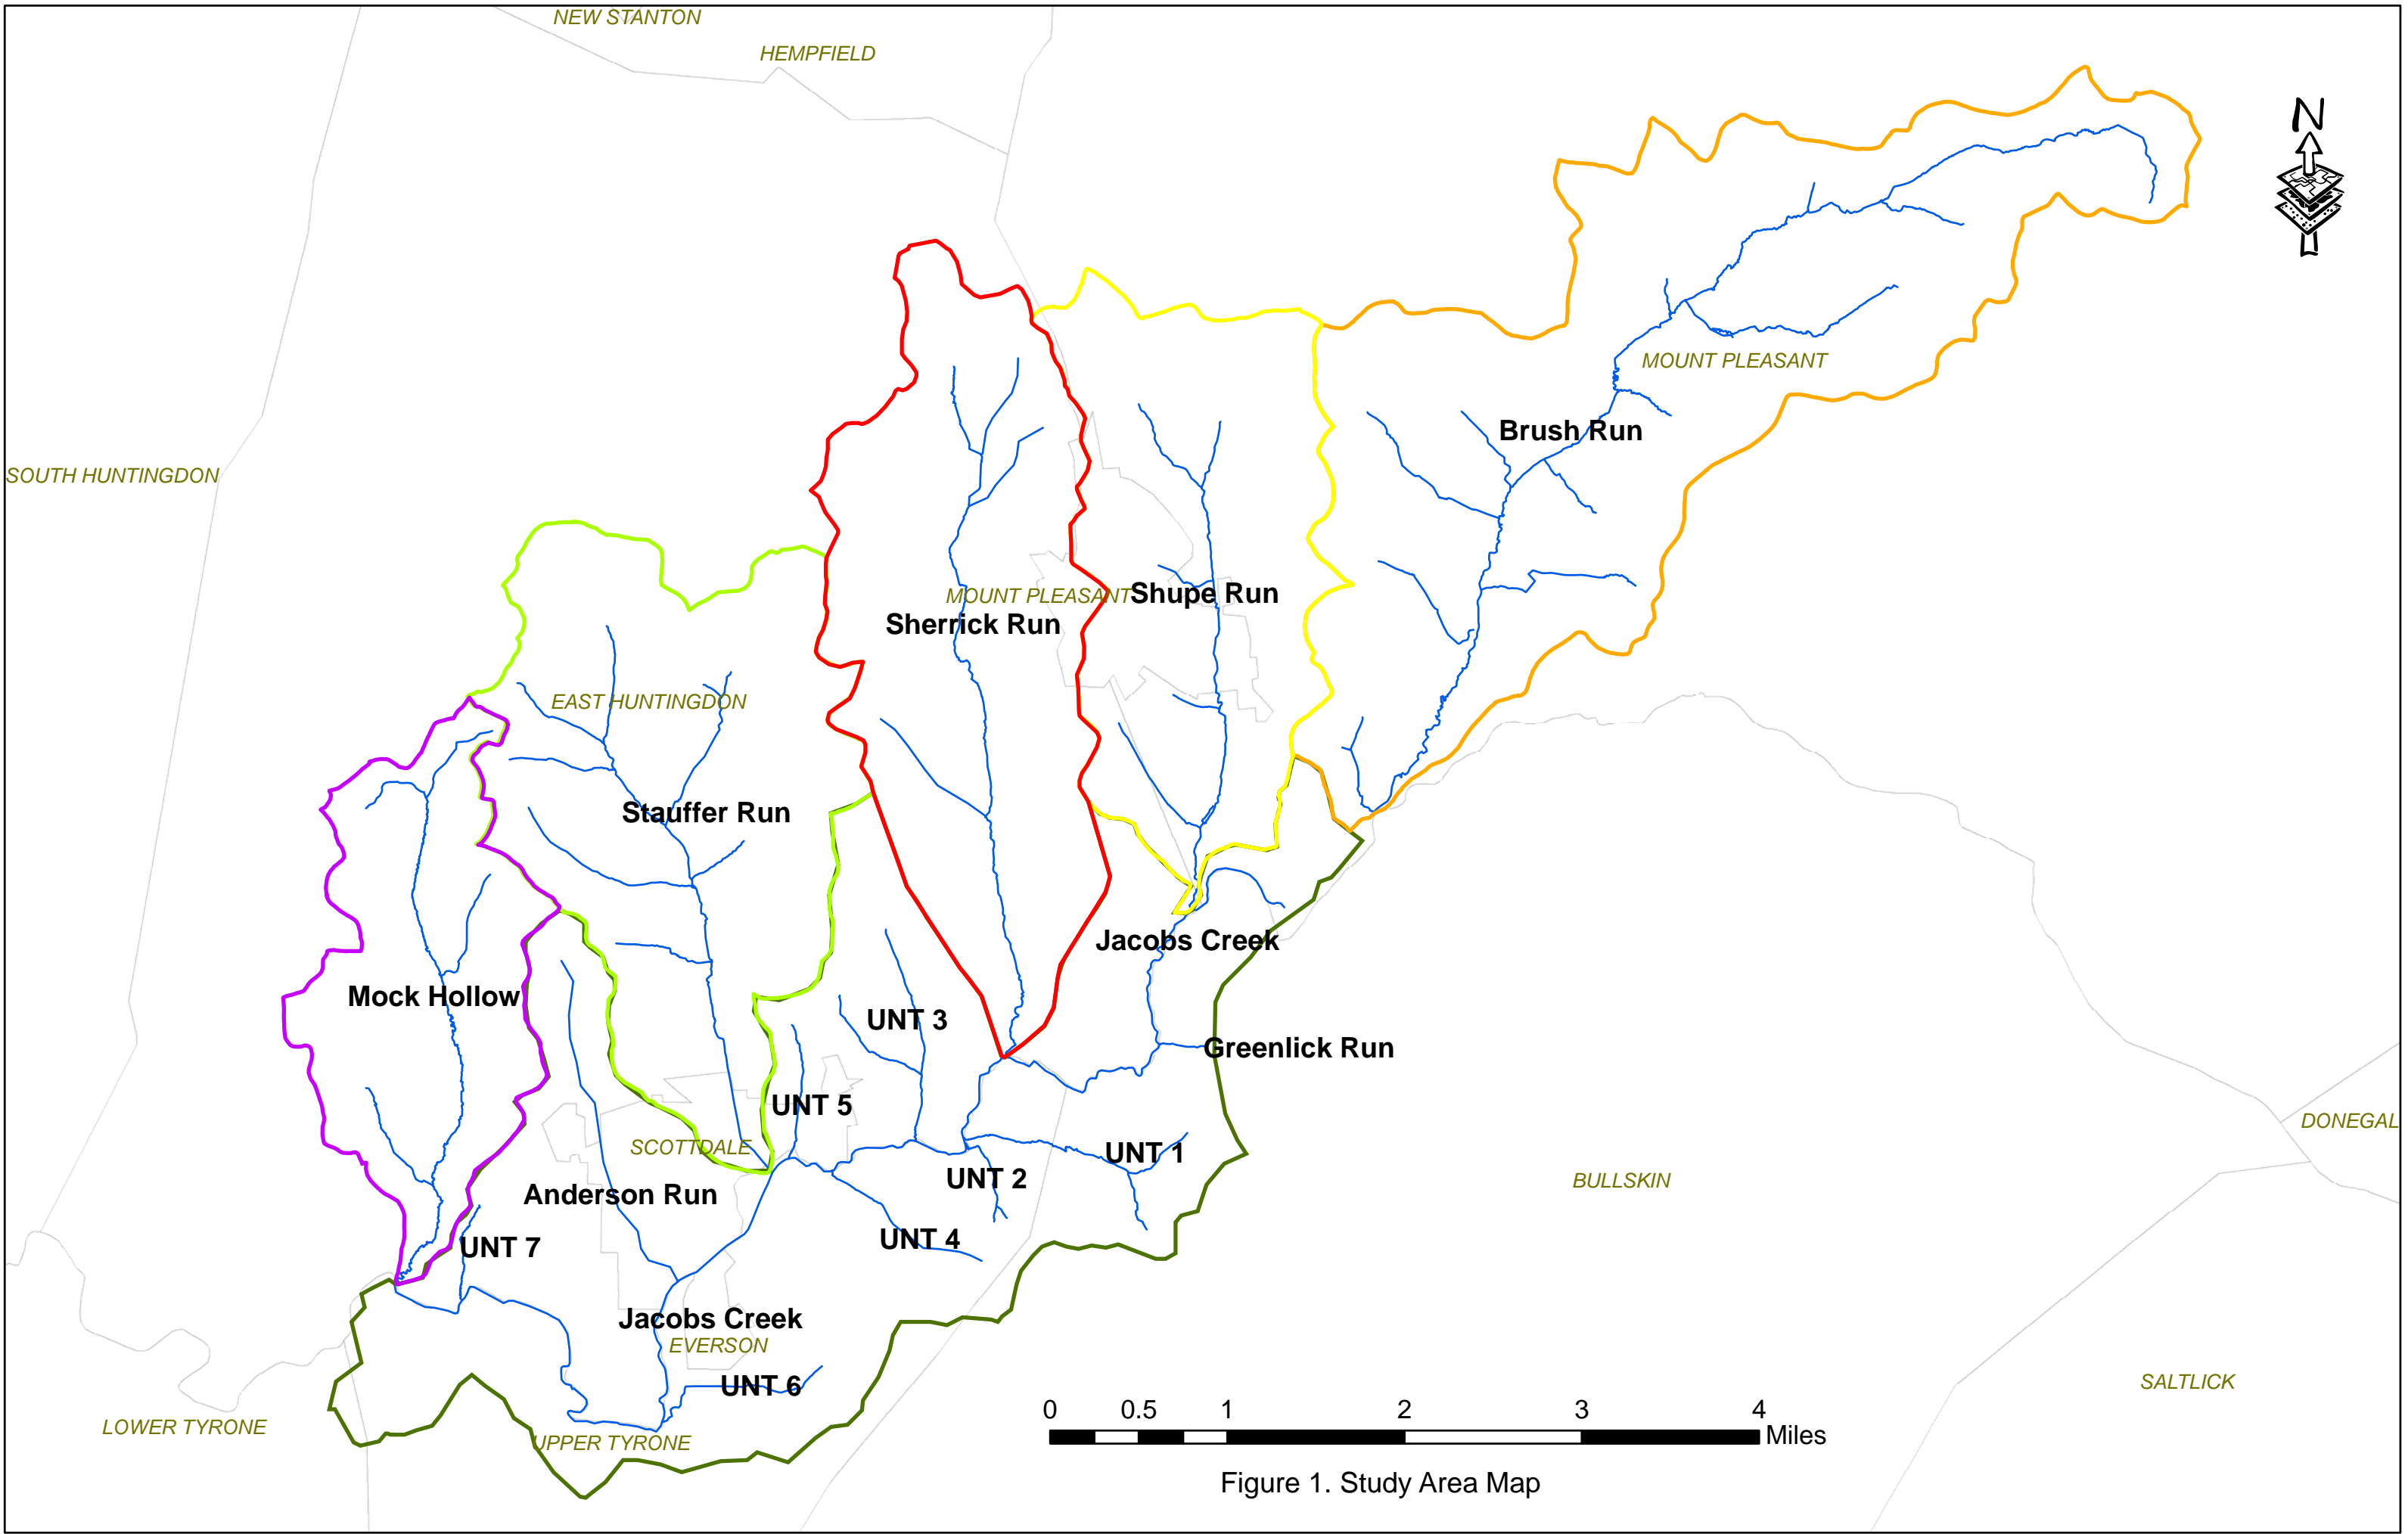 NEW STANTON
HEMPFIELD
N
MOUNT PLEASANT
Brush Run
SOUTH HUNTINGDON
MOUNT PLEASANT
Shupe Run
Sherrick Run
EAST HUNTINGDON
Stauffer Run
Jacobs Creek
Mock Hollow
UNT 3
Greenlick Run
UNT 5
DONEGAL
SCOTTDALE
UNT 1
UNT 2
BULLSKIN
Anderson Run
UNT 4
UNT 7
Jacobs Creek
EVERSON
UNT 6
SALTLICK
0 0.5 1 2 3 4
Miles
LOWER TYRONE
UPPER TYRONE
Figure 1. Study Area Map